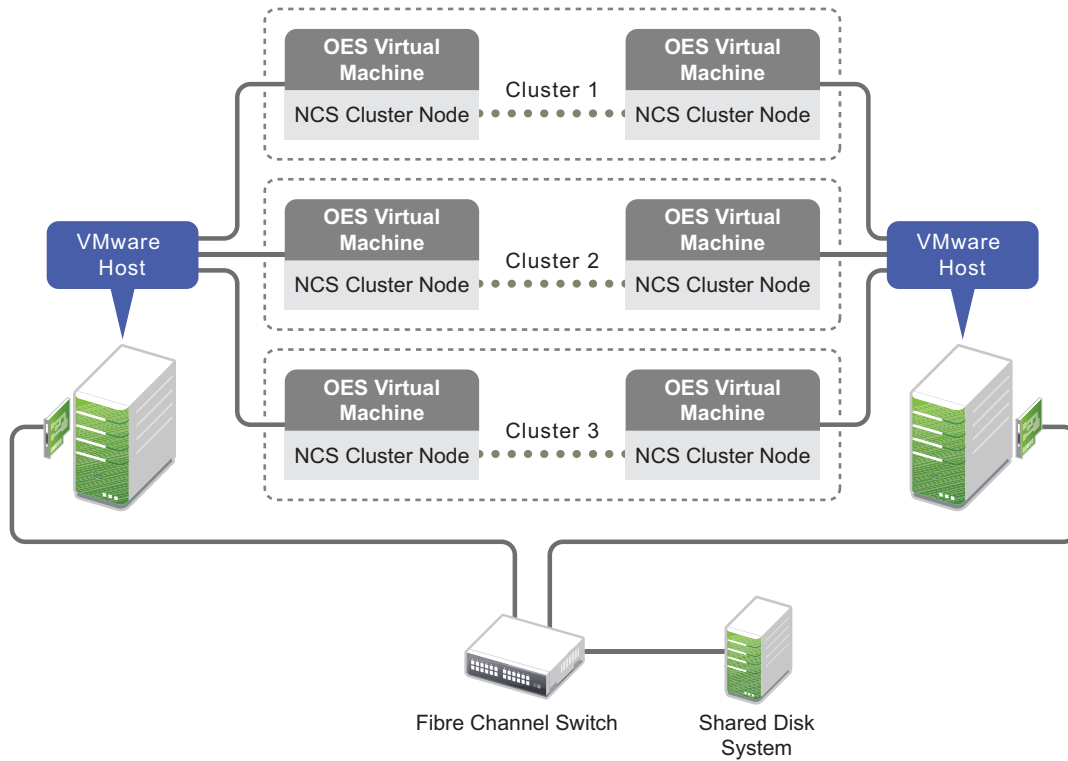 OES Virtual
Machine
NCS Cluster Node
Cluster 1
OES Virtual
Machine
NCS Cluster Node
VMware
Host
OES Virtual
Machine
NCS Cluster Node
Cluster 2
OES Virtual
Machine
NCS Cluster Node
VMware
Host
OES Virtual
Machine
NCS Cluster Node
Cluster 3
OES Virtual
Machine
NCS Cluster Node
Fibre Channel Switch
Shared Disk
System